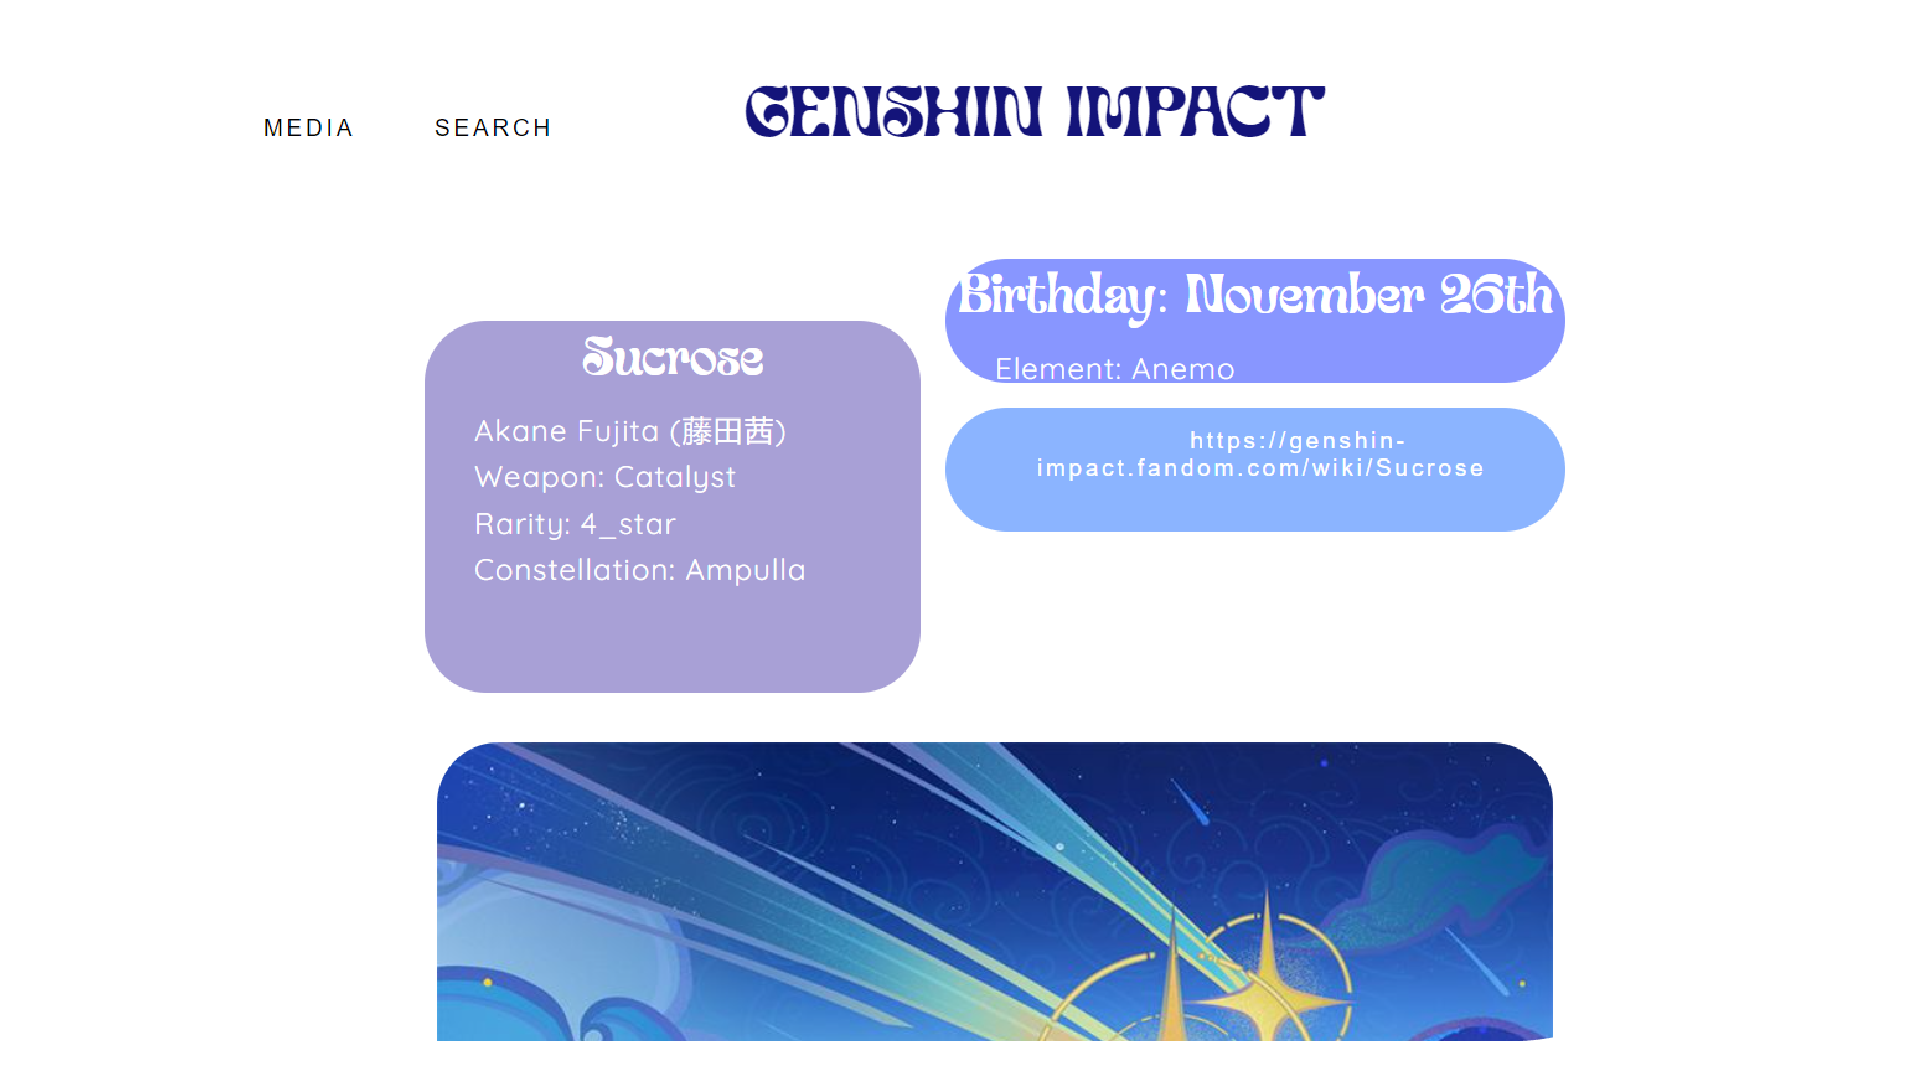 MEDIA
SEARCH
GENSHIN IMPACT
Sucrose
Akane Fujita (藤田茜)
Weapon: Catalyst
Rarity: 4_star
Constellation: Ampulla
Birthday: November 26th
Element: Anemo
https://genshin-
impact.fandom.com/wiki/Sucrose